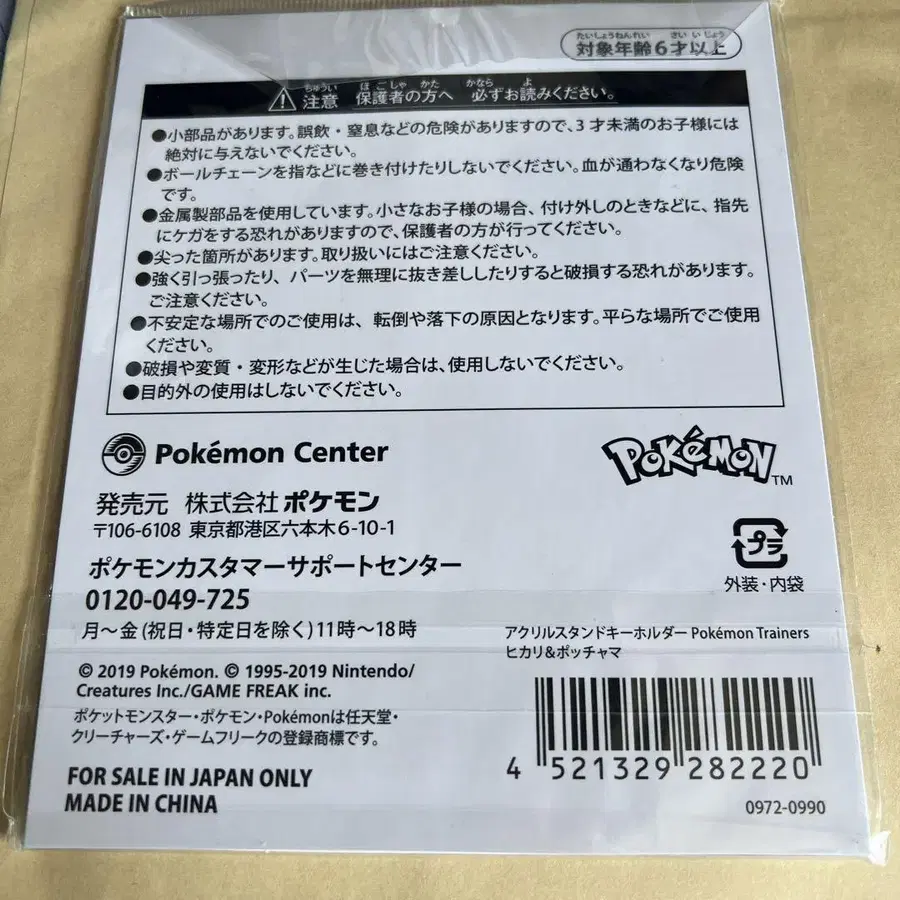 たいしょうねんれい さい いじょう
対象年齢6才以上
ちゅうい ほごしゃ かた かなら よ
注意 保護者の方へ 必ずお読みください。
●小部品があります。誤飲・窒息などの危険がありますので、3才未満のお子様には
絶対に与えないでください。
●ボールチェーンを指などに巻き付けたりしないでください。血が通わなくなり危険
です。
●金属製部品を使用しています。小さなお子様の場合、付け外しのときなどに、指先
にケガをする恐れがありますので、保護者の方が行ってください。
●尖った箇所があります。取り扱いにはご注意ください。
●強く引っ張ったり、パーツを無理に抜き差ししたりすると破損する恐れがあります。
ご注意ください。
●不安定な場所でのご使用は、転倒や落下の原因となります。平らな場所でご使用
ください。
●破損や変質・変形などが生じた場合は、使用しないでください。
●目的外の使用はしないでください。
Pokémon Center
POKéMON TM
発売元 株式会社ポケモン
〒106-6108 東京都港区六本木6-10-1
プラ
外装・内袋
ポケモンカスタマーサポートセンター
0120-049-725
月〜金(祝日・特定日を除く)11時〜18時
アクリルスタンドキーホルダー Pokémon Trainers
ヒカリ&ポッチャマ
© 2019 Pokémon. © 1995-2019 Nintendo/
Creatures Inc./GAME FREAK inc.
ポケットモンスター・ポケモン・Pokémonは任天堂・
クリーチャーズ・ゲームフリークの登録商標です。
4 521329 282220
FOR SALE IN JAPAN ONLY
MADE IN CHINA
0972-0990